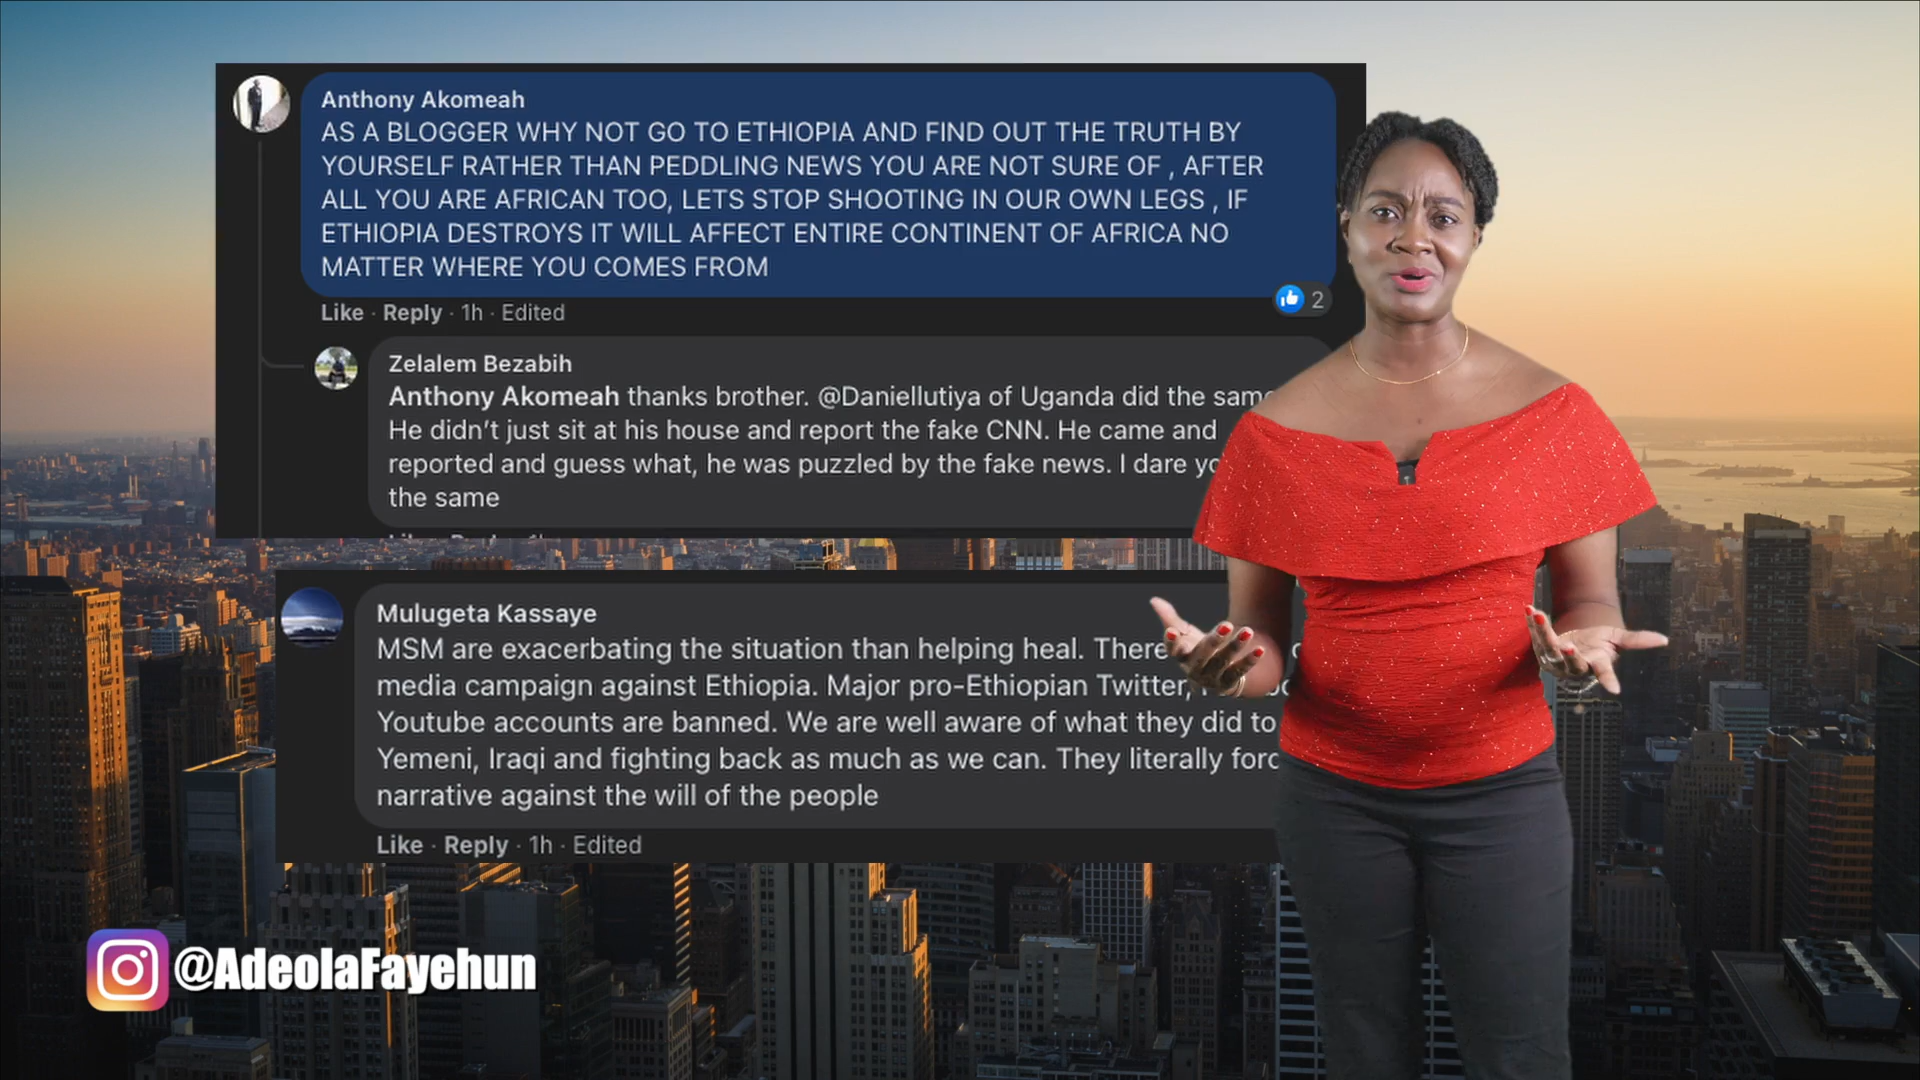 Anthony Akomeah
AS A BLOGGER WHY NOT GO TO ETHIOPIA AND FIND OUT THE TRUTH BY
YOURSELF RATHER THAN PEDDLING NEWS YOU ARE NOT SURE OF , AFTER
ALL YOU ARE AFRICAN TOO, LETS STOP SHOOTING IN OUR OWN LEGS , IF
ETHIOPIA DESTROYS IT WILL AFFECT ENTIRE CONTINENT OF AFRICA NO
MATTER WHERE YOU COMES FROM
Like · Reply · 1h · Edited
2
Zelalem Bezabih
Anthony Akomeah thanks brother. @Daniellutiya of Uganda did the same
He didn't just sit at his house and report the fake CNN. He came and
reported and guess what, he was puzzled by the fake news. I dare
the same
Mulugeta Kassaye
MSM are exacerbating the situation than helping heal. There
media campaign against Ethiopia. Major pro-Ethiopian Twitter,
Youtube accounts are banned. We are well aware of what they did to
Yemeni, Iraqi and fighting back as much as we can. They literally
narrative against the will of the people
Like · Reply · 1h · Edited
@AdeolaFayehun